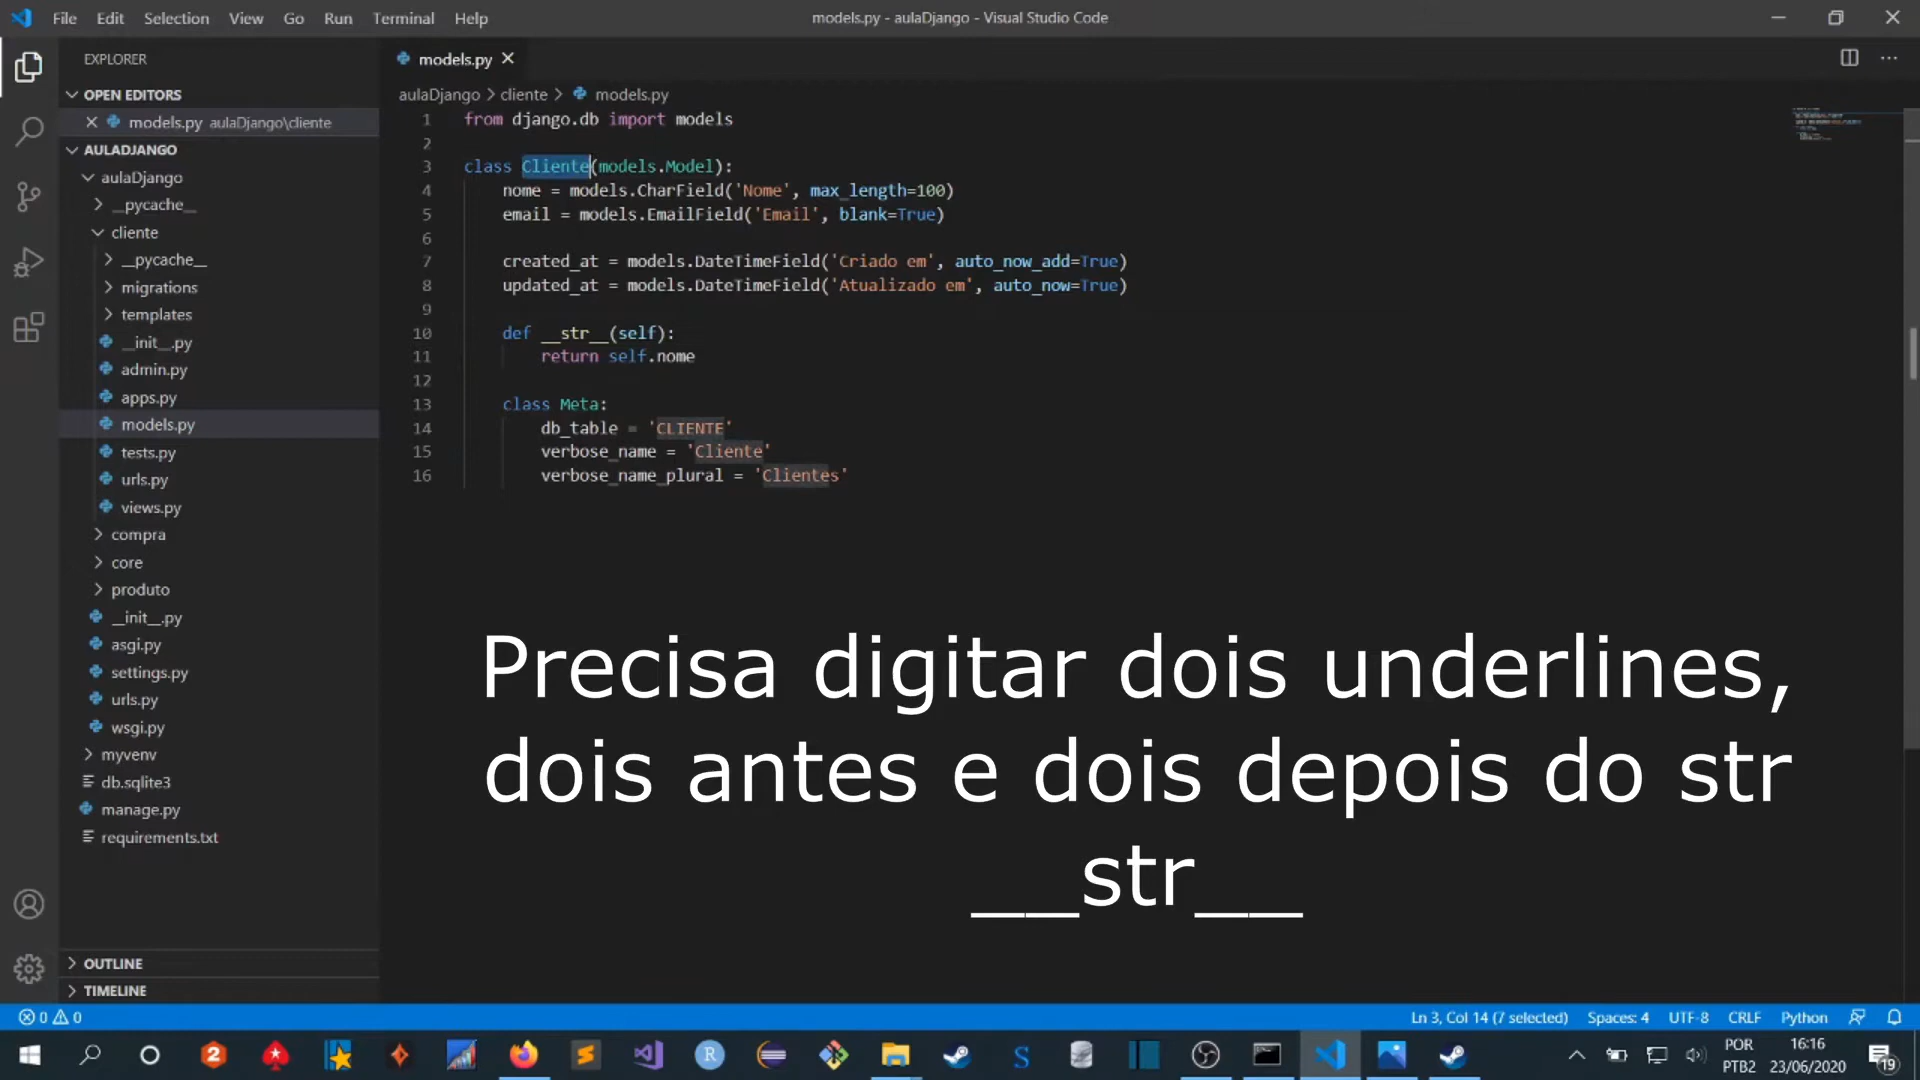 File Edit Selection View Go Run Terminal Help
models.py - aulaDjango - Visual Studio Code
EXPLORER
OPEN EDITORS
models.py aulaDjango\cliente
AULADJANGO
aulaDjango
__pycache__
cliente
__pycache__
migrations
templates
__init__.py
admin.py
apps.py
models.py
tests.py
urls.py
views.py
compra
core
produto
__init__.py
asgi.py
settings.py
urls.py
wsgi.py
myvenv
db.sqlite3
manage.py
requirements.txt
OUTLINE
TIMELINE
models.py
aulaDjango > cliente > models.py
1 from django.db import models
2
3 class Cliente(models.Model):
4 nome = models.CharField('Nome', max_length=100)
5 email = models.EmailField('Email', blank=True)
6
7 created_at = models.DateTimeField('Criado em', auto_now_add=True)
8 updated_at = models.DateTimeField('Atualizado em', auto_now=True)
9
10 def __str__(self):
11 return self.nome
12
13 class Meta:
14 db_table = 'CLIENTE'
15 verbose_name = 'Cliente'
16 verbose_name_plural = 'Clientes'
Precisa digitar dois underlines,
dois antes e dois depois do str
__str__
0 0
Ln 3, Col 14 (7 selected) Spaces: 4 UTF-8 CRLF Python
2 R S
POR 16:16
PTB2 23/06/2020
19